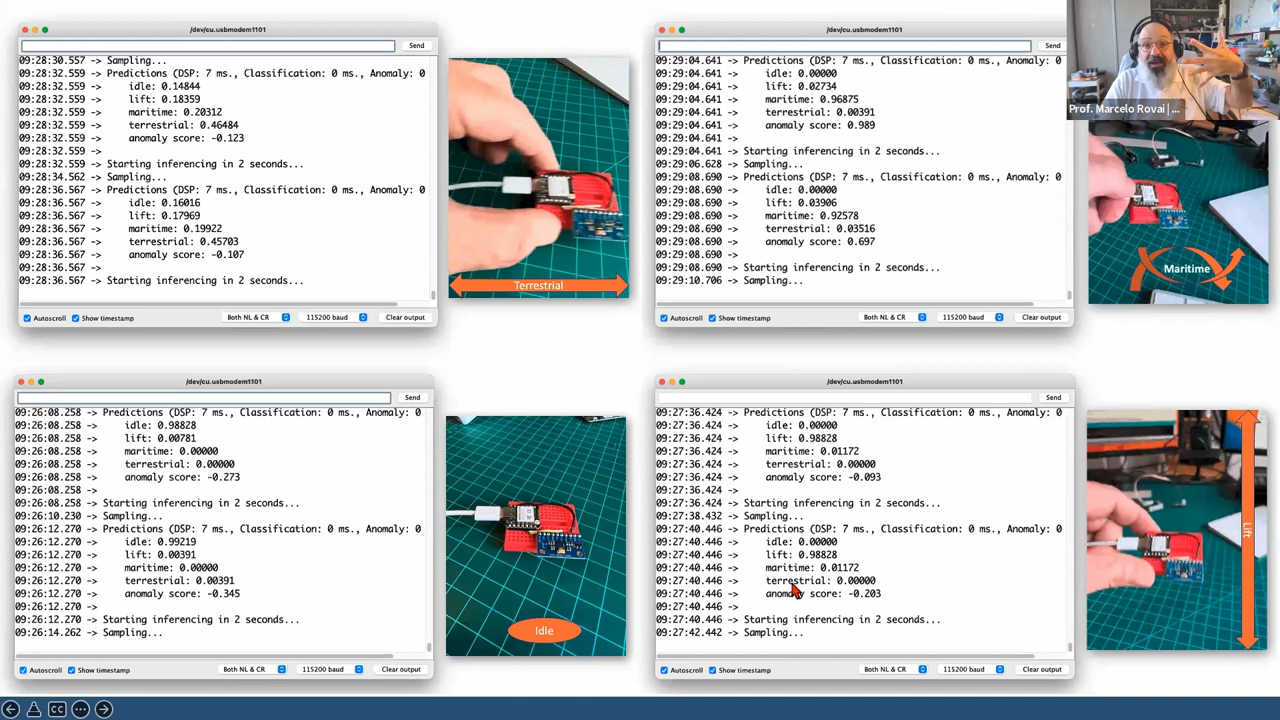 /dev/cu.usbmodem1101
Send
09:28:30.557 -> Sampling...
09:28:32.559 -> Predictions (DSP: 7 ms., Classification: 0 ms., Anomaly: 0
09:28:32.559 -> idle: 0.14844
09:28:32.559 -> lift: 0.18359
09:28:32.559 -> maritime: 0.20312
09:28:32.559 -> terrestrial: 0.46484
09:28:32.559 -> anomaly score: -0.123
09:28:32.559 ->
09:28:32.559 -> Starting inferencing in 2 seconds...
09:28:34.562 -> Sampling...
09:28:36.567 -> Predictions (DSP: 7 ms., Classification: 0 ms., Anomaly: 0
09:28:36.567 -> idle: 0.16016
09:28:36.567 -> lift: 0.17969
09:28:36.567 -> maritime: 0.19922
09:28:36.567 -> terrestrial: 0.45703
09:28:36.567 -> anomaly score: -0.107
09:28:36.567 ->
09:28:36.567 -> Starting inferencing in 2 seconds...
Autoscroll Show timestamp Both NL & CR 115200 baud Clear output
Terrestrial
/dev/cu.usbmodem1101
Send
09:29:04.641 -> Predictions (DSP: 7 ms., Classification: 0 ms., Anomaly: 0
09:29:04.641 -> idle: 0.00000
09:29:04.641 -> lift: 0.02734
09:29:04.641 -> maritime: 0.96875
09:29:04.641 -> terrestrial: 0.00391
09:29:04.641 -> anomaly score: 0.989
09:29:04.641 ->
09:29:04.641 -> Starting inferencing in 2 seconds...
09:29:06.628 -> Sampling...
09:29:08.690 -> Predictions (DSP: 7 ms., Classification: 0 ms., Anomaly: 0
09:29:08.690 -> idle: 0.00000
09:29:08.690 -> lift: 0.03906
09:29:08.690 -> maritime: 0.92578
09:29:08.690 -> terrestrial: 0.03516
09:29:08.690 -> anomaly score: 0.697
09:29:08.690 ->
09:29:08.690 -> Starting inferencing in 2 seconds...
09:29:10.706 -> Sampling...
Autoscroll Show timestamp Both NL & CR 115200 baud Clear output
Prof. Marcelo Rovai | ...
Maritime
/dev/cu.usbmodem1101
Send
09:26:08.258 -> Predictions (DSP: 7 ms., Classification: 0 ms., Anomaly: 0
09:26:08.258 -> idle: 0.98828
09:26:08.258 -> lift: 0.00781
09:26:08.258 -> maritime: 0.00000
09:26:08.258 -> terrestrial: 0.00000
09:26:08.258 -> anomaly score: -0.273
09:26:08.258 ->
09:26:08.258 -> Starting inferencing in 2 seconds...
09:26:10.230 -> Sampling...
09:26:12.270 -> Predictions (DSP: 7 ms., Classification: 0 ms., Anomaly: 0
09:26:12.270 -> idle: 0.99219
09:26:12.270 -> lift: 0.00391
09:26:12.270 -> maritime: 0.00000
09:26:12.270 -> terrestrial: 0.00391
09:26:12.270 -> anomaly score: -0.345
09:26:12.270 ->
09:26:12.270 -> Starting inferencing in 2 seconds...
09:26:14.262 -> Sampling...
Autoscroll Show timestamp Both NL & CR 115200 baud Clear output
Idle
/dev/cu.usbmodem1101
Send
09:27:36.424 -> Predictions (DSP: 7 ms., Classification: 0 ms., Anomaly: 0
09:27:36.424 -> idle: 0.00000
09:27:36.424 -> lift: 0.98828
09:27:36.424 -> maritime: 0.01172
09:27:36.424 -> terrestrial: 0.00000
09:27:36.424 -> anomaly score: -0.093
09:27:36.424 ->
09:27:36.424 -> Starting inferencing in 2 seconds...
09:27:38.432 -> Sampling...
09:27:40.446 -> Predictions (DSP: 7 ms., Classification: 0 ms., Anomaly: 0
09:27:40.446 -> idle: 0.00000
09:27:40.446 -> lift: 0.98828
09:27:40.446 -> maritime: 0.01172
09:27:40.446 -> terrestrial: 0.00000
09:27:40.446 -> anomaly score: -0.203
09:27:40.446 ->
09:27:40.446 -> Starting inferencing in 2 seconds...
09:27:42.442 -> Sampling...
Autoscroll Show timestamp Both NL & CR 115200 baud Clear output
Lift
CC